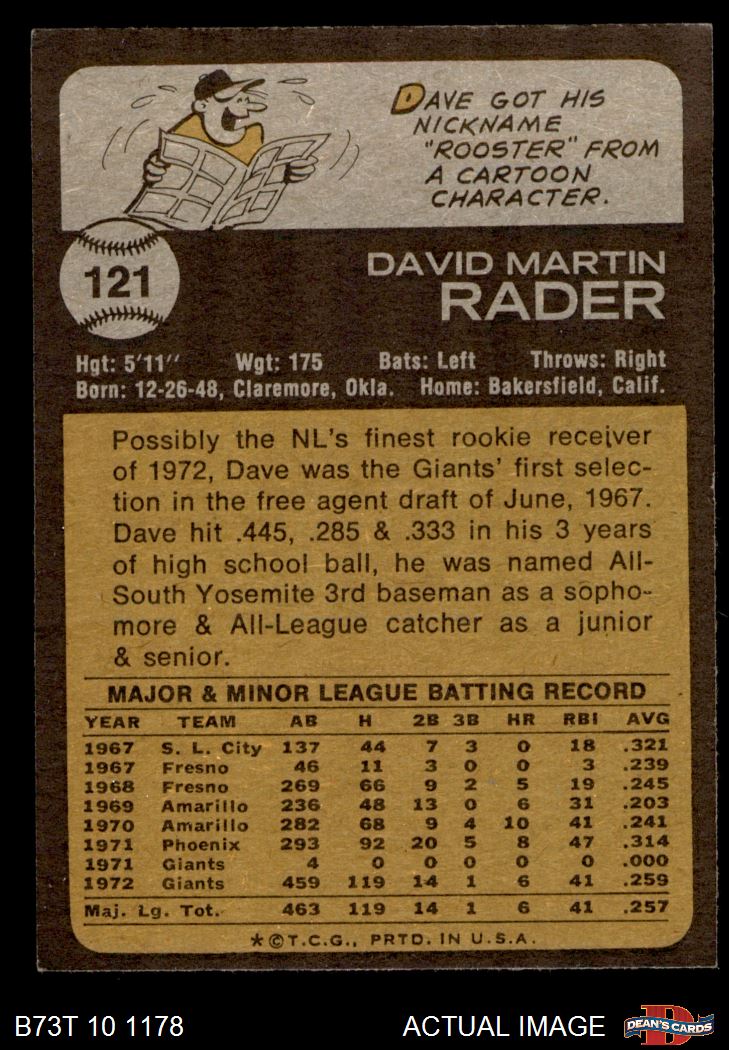 DAVE GOT HIS
NICKNAME
"ROOSTER" FROM
A CARTOON
CHARACTER.
121
DAVID MARTIN
RADER
Hgt: 5'11" Wgt: 175 Bats: Left Throws: Right
Born: 12-26-48, Claremore, Okla. Home: Bakersfield, Calif.
Possibly the NL's finest rookie receiver
of 1972, Dave was the Giants' first selec-
tion in the free agent draft of June, 1967.
Dave hit .445, .285 & .333 in his 3 years
of high school ball, he was named All-
South Yosemite 3rd baseman as a sopho-
more & All-League catcher as a junior
& senior.
MAJOR & MINOR LEAGUE BATTING RECORD
YEAR TEAM AB H 2B 3B HR RBI AVG
1967 S. L. City 137 44 7 3 0 18 .321
1967 Fresno 46 11 3 0 0 3 .239
1968 Fresno 269 66 9 2 5 19 .245
1969 Amarillo 236 48 13 0 6 31 .203
1970 Amarillo 282 68 9 4 10 41 .241
1971 Phoenix 293 92 20 5 8 47 .314
1971 Giants 4 0 0 0 0 0 .000
1972 Giants 459 119 14 1 6 41 .259
Maj. Lg. Tot. 463 119 14 1 6 41 .257
*©T.C.G., PRTD. IN U.S.A.
B73T 10 1178 ACTUAL IMAGE D DEAN'S CARDS